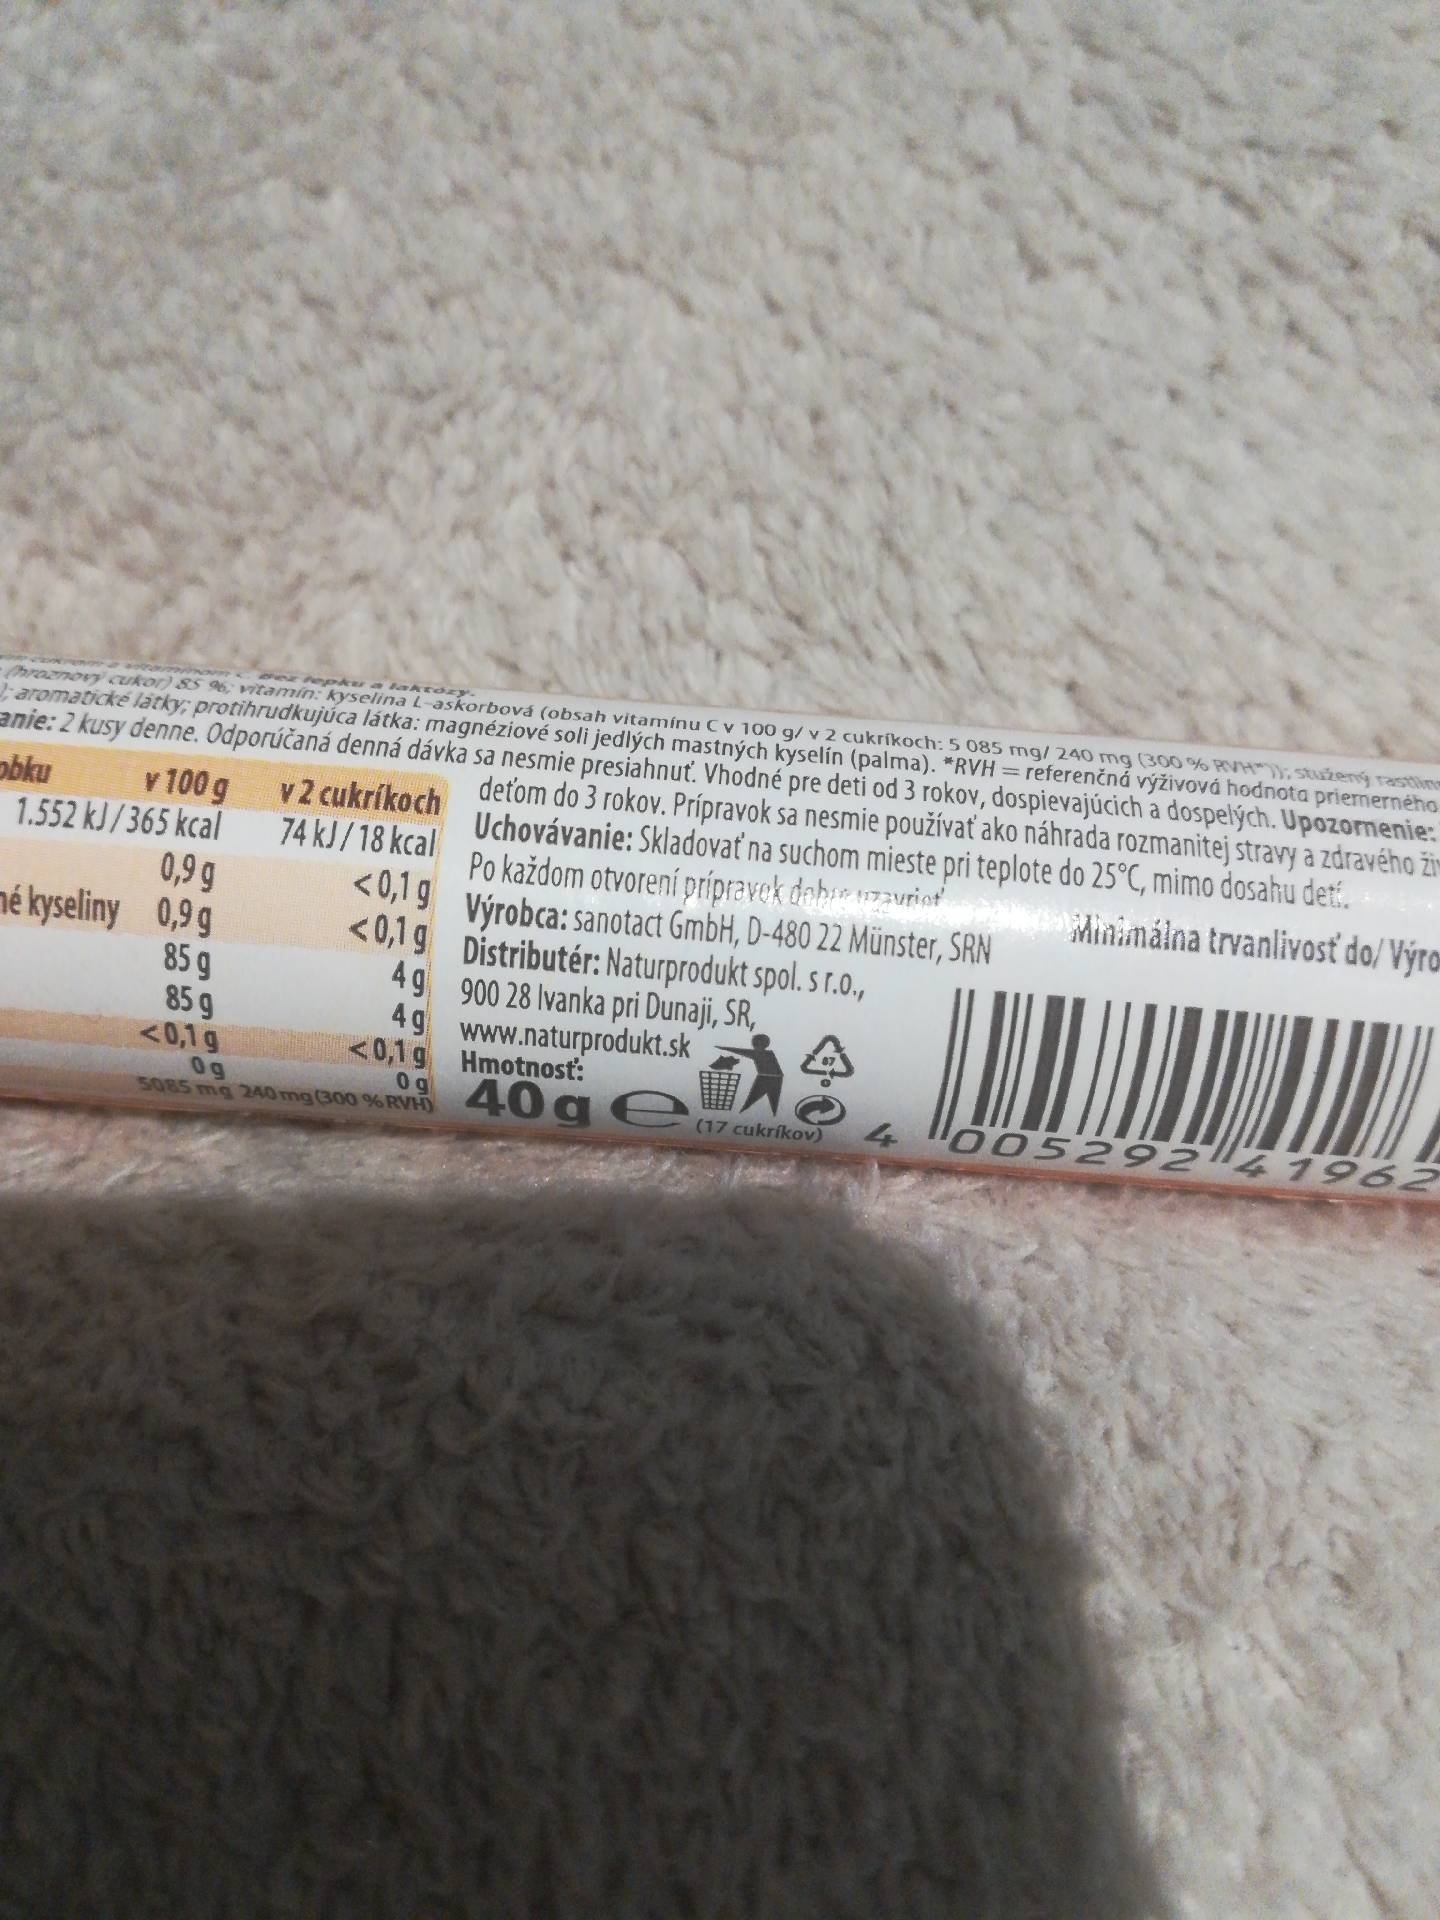 Bez lepku a laktózy.
(hroznový cukor) 85 %; vitamín: kyselina L-askorbová (obsah vitamínu C v 100 g/ v 2 cukríkoch: 5 085 mg/ 240 mg (300 % RVH*)); stužený
aromatické látky; protihrudkujúca látka: magnéziové soli jedlých mastných kyselín (palma). *RVH = referenčná výživová hodnota priemerného
anie: 2 kusy denne. Odporúčaná denná dávka sa nesmie presiahnuť. Vhodné pre deti od 3 rokov, dospievajúcich a dospelých. Upozornenie:
deťom do 3 rokov. Prípravok sa nesmie používať ako náhrada rozmanitej stravy a zdravého
Uchovávanie: Skladovať na suchom mieste pri teplote do 25°C, mimo dosahu detí.
Po každom otvorení prípravok dobre uzavrieť.
Výrobca: sanotact GmbH, D-480 22 Münster, SRN
Minimálna trvanlivosť do/ Výro
Distributér: Naturprodukt spol. s r.o.,
900 28 Ivanka pri Dunaji, SR,
www.naturprodukt.sk
Hmotnosť:
40g e
(17 cukríkov)
obku v 100 g v 2 cukríkoch
1.552 kJ / 365 kcal 74 kJ / 18 kcal
0,9 g <0,1 g
né kyseliny 0,9 g <0,1 g
85 g 4 g
85 g 4 g
<0,1 g <0,1 g
0 g 0 g
5085 mg 240 mg (300 % RVH)
87
4 005292 41962